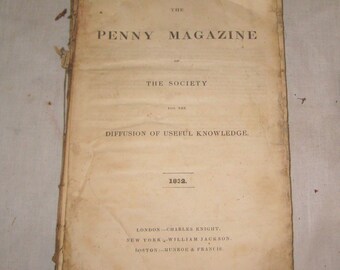 THE
PENNY MAGAZINE
OF
THE SOCIETY
FOR THE
DIFFUSION OF USEFUL KNOWLEDGE.
1832.
LONDON:—CHARLES KNIGHT.
NEW YORK:—WILLIAM JACKSON.
BOSTON:—MUNROE & FRANCIS.